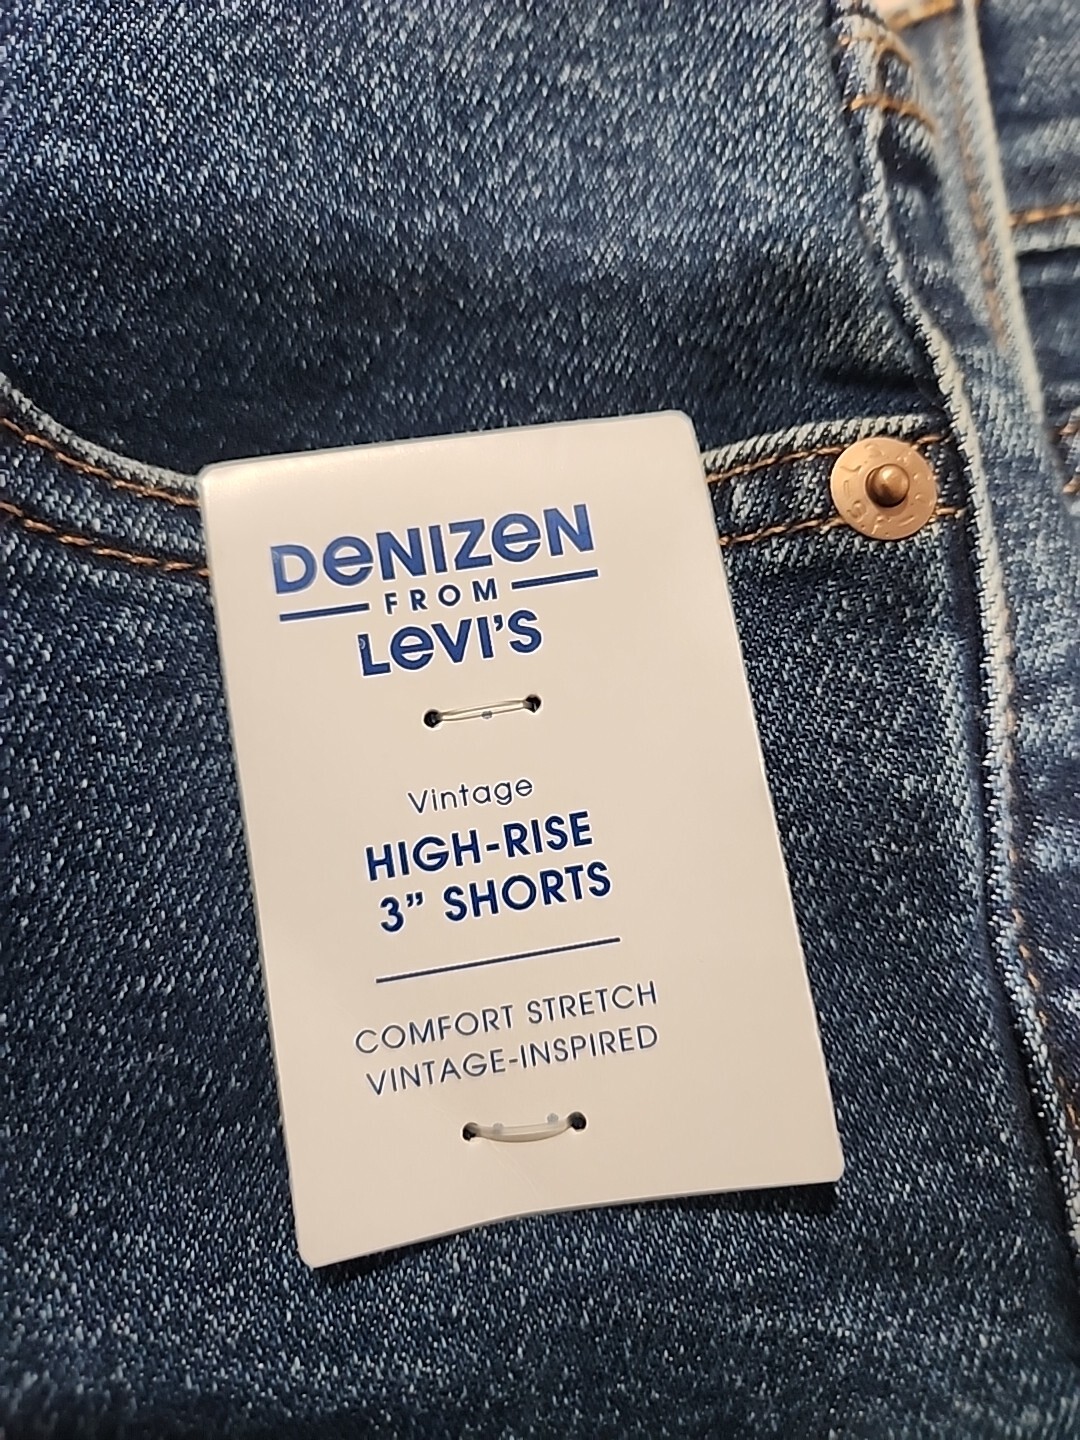 DENIZEN
FROM
LEVI'S
Vintage
HIGH-RISE
3” SHORTS
COMFORT STRETCH
VINTAGE-INSPIRED